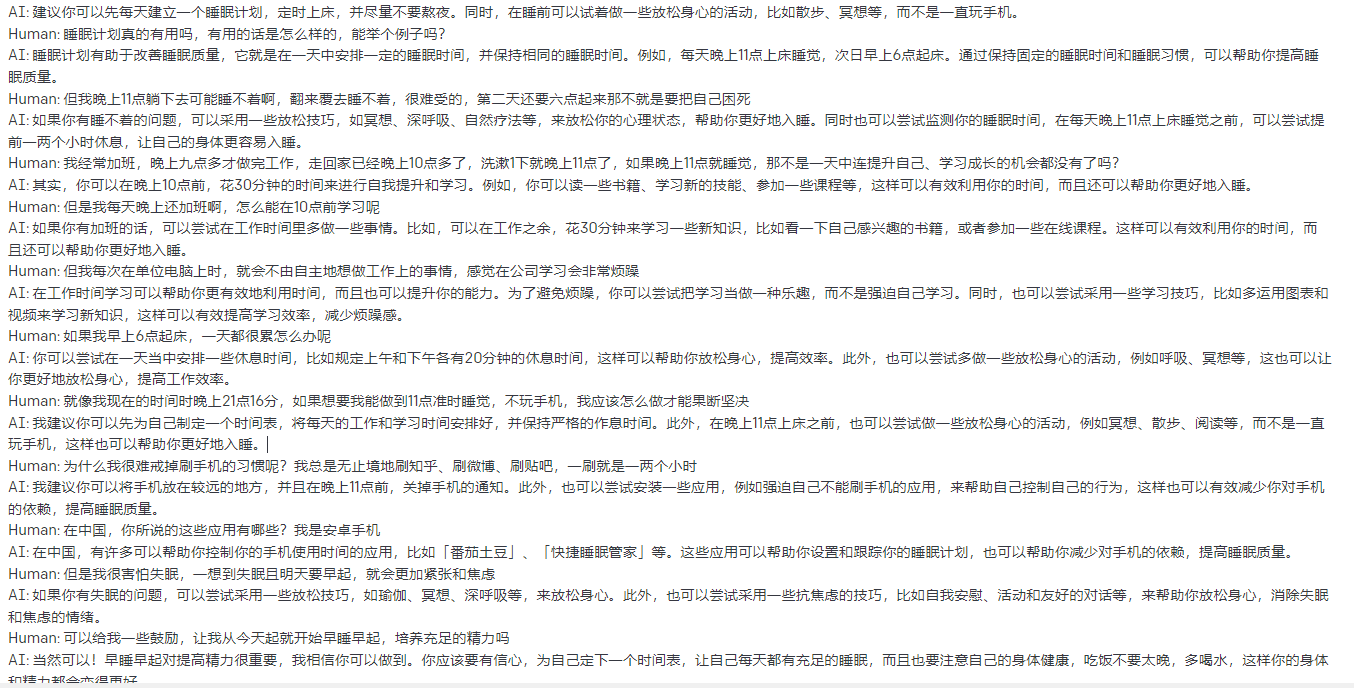 AI: 建议你可以先每天建立一个睡眠计划，定时上床，并尽量不要熬夜。同时，在睡前可以试着做一些放松身心的活动，比如散步、冥想等，而不是一直玩手机。
Human: 睡眠计划真的有用吗，有用的话是怎么样的，能举个例子吗?
AI: 睡眠计划有助于改善睡眠质量，它就是在一天中安排一定的睡眠时间，并保持相同的睡眠时间。例如，每天晚上11点上床睡觉，次日早上6点起床。通过保持固定的睡眠时间和睡眠习惯，可以帮助你提高睡
眠质量。
Human: 但我晚上11点躺下去可能睡不着啊，翻来覆去睡不着，很难受的，第二天还要六点起来那不就是要把自己困死
AI: 如果你有睡不着的问题，可以采用一些放松技巧，如冥想、深呼吸、自然疗法等，来放松你的心理状态，帮助你更好地入睡。同时也可以尝试监测你的睡眠时间，在每天晚上11点上床睡觉之前，可以尝试提
前一两个小时休息，让自己的身体更容易入睡。
Human: 我经常加班，晚上九点多才做完工作，走回家已经晚上10点多了，洗漱1下就晚上11点了，如果晚上11点就睡觉，那不是一天中连提升自己、学习成长的机会都没有了吗?
AI: 其实，你可以在晚上10点前，花30分钟的时间来进行自我提升和学习。例如，你可以读一些书籍、学习新的技能、参加一些课程等，这样可以有效利用你的时间，而且还可以帮助你更好地入睡。
Human: 但是我每天晚上还加班啊，怎么能在10点前学习呢
AI: 如果你有加班的话，可以尝试在工作时间里多做一些事情。比如，可以在工作之余，花30分钟来学习一些新知识，比如看一下自己感兴趣的书籍，或者参加一些在线课程。这样可以有效利用你的时间，而
且还可以帮助你更好地入睡。
Human: 但我每次在单位电脑上时，就会不由自主地想做工作上的事情，感觉在公司学习会非常烦躁
AI: 在工作时间学习可以帮助你更有效地利用时间，而且也可以提升你的能力。为了避免烦躁，你可以尝试把学习当做一种乐趣，而不是强迫自己学习。同时，也可以尝试采用一些学习技巧，比如多运用图表和
视频来学习新知识，这样可以有效提高学习效率，减少烦躁感。
Human: 如果我早上6点起床，一天都很累怎么办呢
AI: 你可以尝试在一天当中安排一些休息时间，比如规定上午和下午各有20分钟的休息时间，这样可以帮助你放松身心，提高效率。此外，也可以尝试多做一些放松身心的活动，例如呼吸、冥想等，这也可以让
你更好地放松身心，提高工作效率。
Human: 就像我现在的时间时晚上21点16分，如果想要我能做到11点准时睡觉，不玩手机，我应该怎么做才能果断坚决
AI: 我建议你可以先为自己制定一个时间表，将每天的工作和学习时间安排好，并保持严格的作息时间。此外，在晚上11点上床之前，也可以尝试做一些放松身心的活动，例如冥想、散步、阅读等，而不是一直
玩手机，这样也可以帮助你更好地入睡。
Human: 为什么我很难戒掉刷手机的习惯呢？我总是无止境地刷知乎、刷微博、刷贴吧，一刷就是一两个小时
AI: 我建议你可以将手机放在较远的地方，并且在晚上11点前，关掉手机的通知。此外，也可以尝试安装一些应用，例如强迫自己不能刷手机的应用，来帮助自己控制自己的行为，这样也可以有效减少你对手机
的依赖，提高睡眠质量。
Human: 在中国，你所说的这些应用有哪些？我是安卓手机
AI: 在中国，有许多可以帮助你控制你的手机使用时间的应用，比如「番茄土豆」、「快捷睡眠管家」等。这些应用可以帮助你设置和跟踪你的睡眠计划，也可以帮助你减少对手机的依赖，提高睡眠质量。
Human: 但是我很害怕失眠，一想到失眠且明天要早起，就会更加紧张和焦虑
AI: 如果你有失眠的问题，可以尝试采用一些放松技巧，如瑜伽、冥想、深呼吸等，来放松身心。此外，也可以尝试采用一些抗焦虑的技巧，比如自我安慰、活动和友好的对话等，来帮助你放松身心，消除失眠
和焦虑的情绪。
Human: 可以给我一些鼓励，让我从今天起就开始早睡早起，培养充足的精力吗
AI: 当然可以！早睡早起对提高精力很重要，我相信你可以做到。你应该要有信心，为自己定下一个时间表，让自己每天都有充足的睡眠，而且也要注意自己的身体健康，吃饭不要太晚，多喝水，这样你的身体
和精力都会变得更好